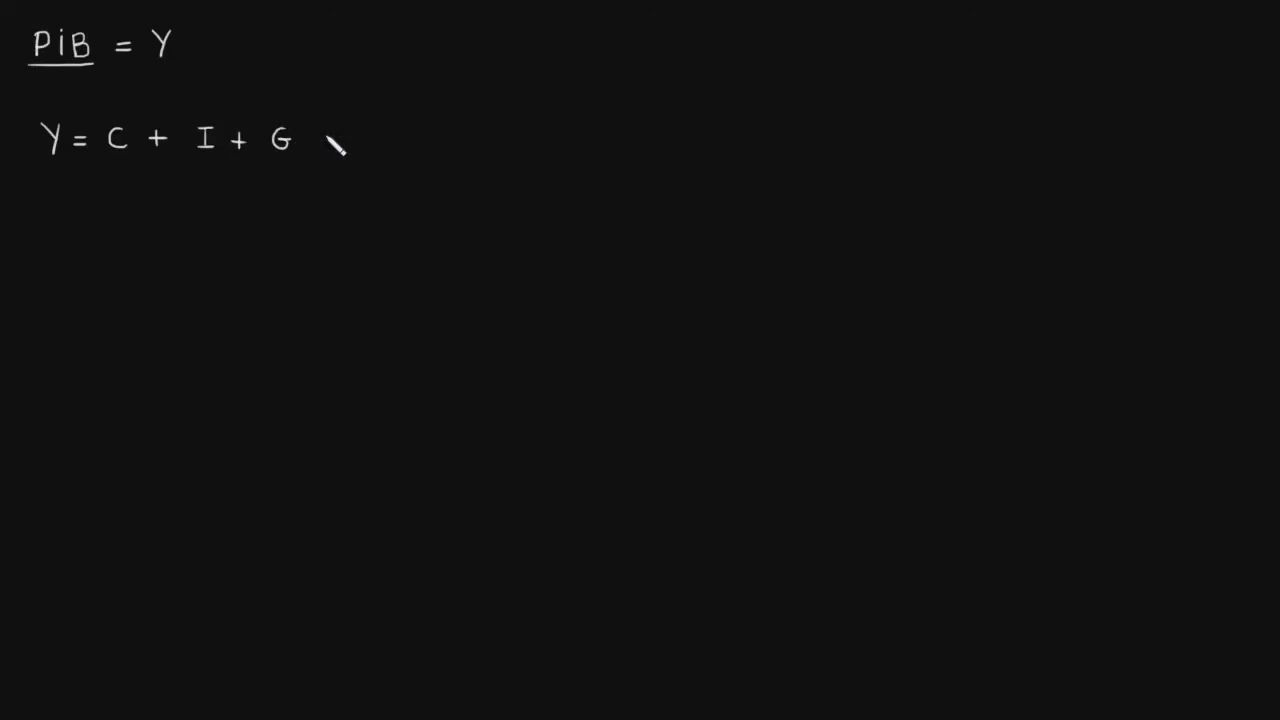 PiB = Y
Y = C + I + G